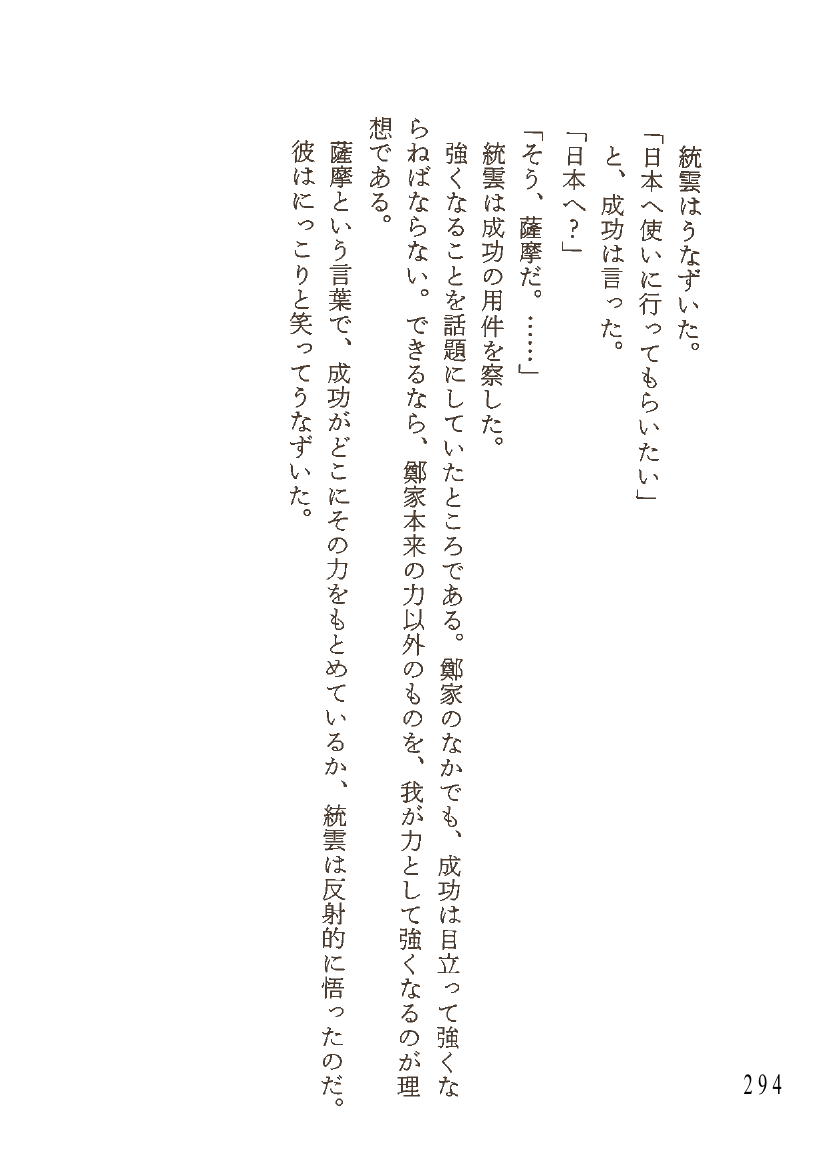 統雲はうなずいた。
「日本へ使いに行ってもらいたい」
と、成功は言った。
「日本へ?」
「そう、薩摩だ。……」
統雲は成功の用件を察した。
強くなることを話題にしていたところである。鄭家のなかでも、成功は目立って強くな
らねばならない。できるなら、鄭家本来の力以外のものを、我が力として強くなるのが理
想である。
薩摩という言葉で、成功がどこにその力をもとめているか、統雲は反射的に悟ったのだ。
彼はにっこりと笑ってうなずいた。
294